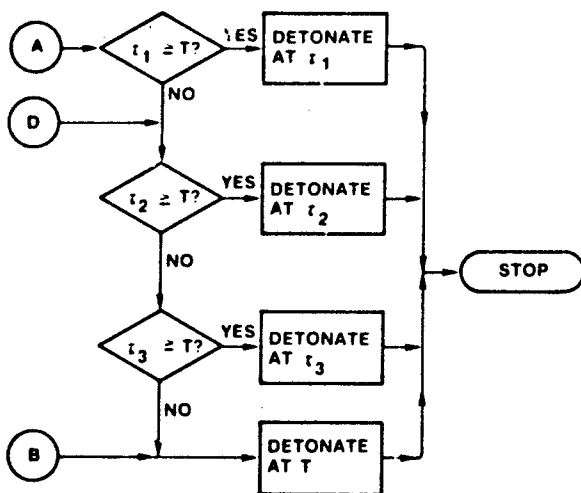 A
τ1 ≥ T?
YES
DETONATE
AT τ1
NO
D
τ2 ≥ T?
YES
DETONATE
AT τ2
NO
STOP
τ3 ≥ T?
YES
DETONATE
AT τ3
NO
B
DETONATE
AT T